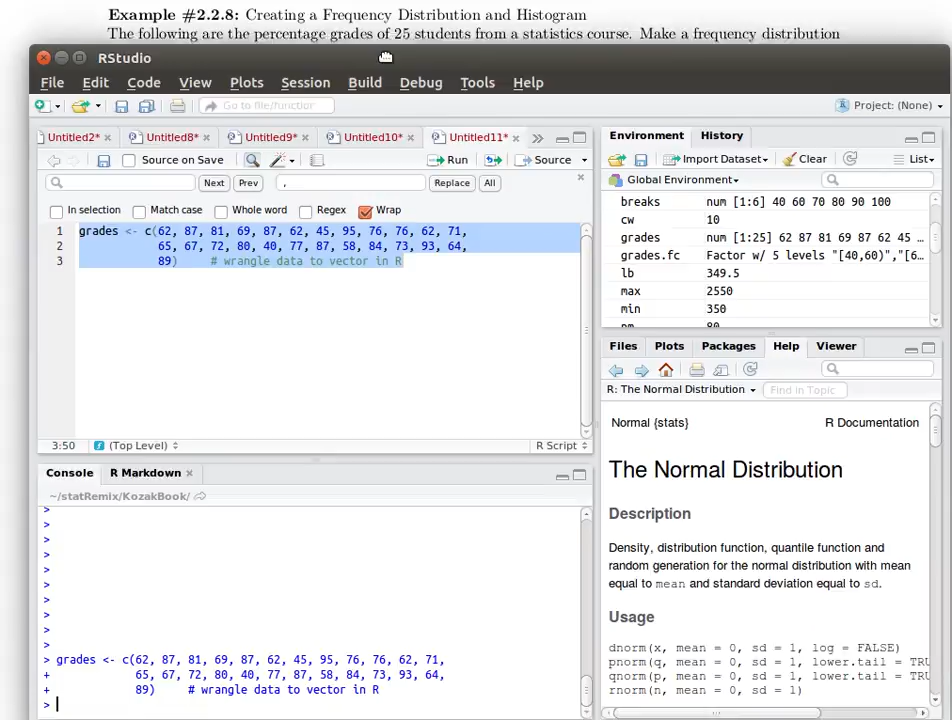 Example #2.2.8: Creating a Frequency Distribution and Histogram
The following are the percentage grades of 25 students from a statistics course. Make a frequency distribution
RStudio
File Edit Code View Plots Session Build Debug Tools Help
Go to file/function Project: (None)
Untitled2* Untitled8* Untitled9* Untitled10* Untitled11*
Source on Save Run Source
Next Prev , Replace All
In selection Match case Whole word Regex Wrap
1 grades <- c(62, 87, 81, 69, 87, 62, 45, 95, 76, 76, 62, 71,
2 65, 67, 72, 80, 40, 77, 87, 58, 84, 73, 93, 64,
3 89) # wrangle data to vector in R
3:50 (Top Level) R Script
Console R Markdown
~/statRemix/KozakBook/
>
>
>
>
>
>
>
>
>
>
> grades <- c(62, 87, 81, 69, 87, 62, 45, 95, 76, 76, 62, 71,
+ 65, 67, 72, 80, 40, 77, 87, 58, 84, 73, 93, 64,
+ 89) # wrangle data to vector in R
>
Environment History
Import Dataset Clear List
Global Environment
breaks num [1:6] 40 60 70 80 90 100
cw 10
grades num [1:25] 62 87 81 69 87 62 45 …
grades.fc Factor w/ 5 levels "[40,60)","[6…
lb 349.5
max 2550
min 350
80
Files Plots Packages Help Viewer
R: The Normal Distribution Find in Topic
Normal {stats} R Documentation
The Normal Distribution
Description
Density, distribution function, quantile function and
random generation for the normal distribution with mean
equal to mean and standard deviation equal to sd.
Usage
dnorm(x, mean = 0, sd = 1, log = FALSE)
pnorm(q, mean = 0, sd = 1, lower.tail = TRU
qnorm(p, mean = 0, sd = 1, lower.tail = TRU
rnorm(n, mean = 0, sd = 1)